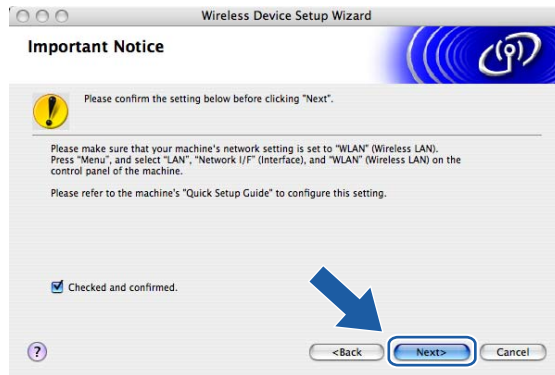 Wireless Device Setup Wizard
Important Notice
Please confirm the setting below before clicking "Next".
Please make sure that your machine's network setting is set to "WLAN" (Wireless LAN).
Press "Menu", and select "LAN", "Network I/F" (Interface), and "WLAN" (Wireless LAN) on the
control panel of the machine.
Please refer to the machine's "Quick Setup Guide" to configure this setting.
Checked and confirmed.
?
<Back Next> Cancel